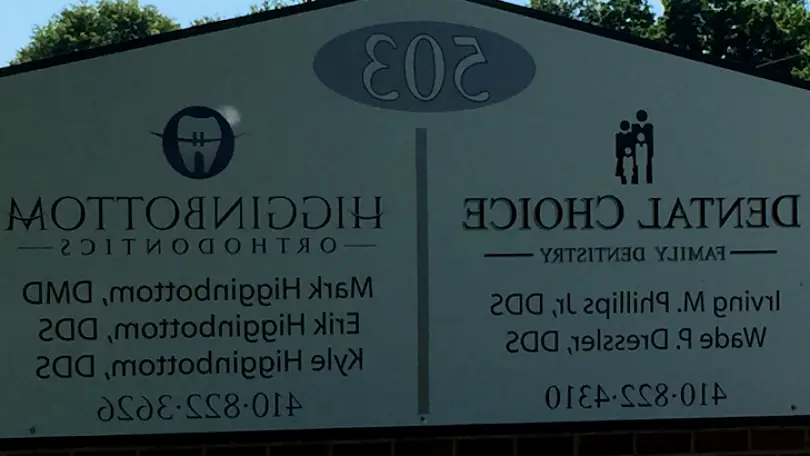 503
DENTAL CHOICE
FAMILY DENTISTRY
Irving M. Phillips Jr, DDS
Wade P. Dressler, DDS
410·822·4310
HIGGINBOTTOM
ORTHODONTICS
Mark Higginbottom, DMD
Erik Higginbottom, DDS
Kyle Higginbottom, DDS
410·822·3626